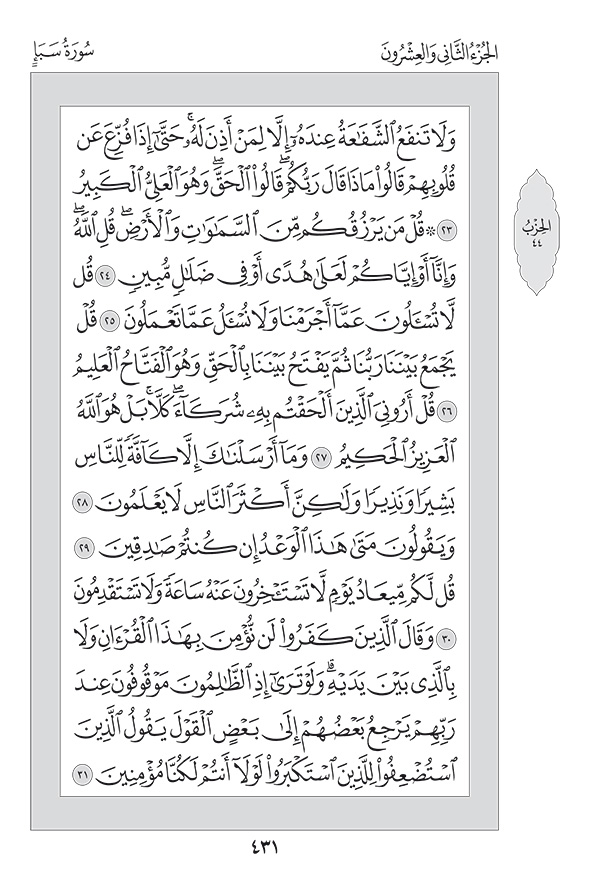 الجُزْءُ الثَّانِي وَالعِشْرُونَ
سُورَةُ سَبَإٍ
وَلَا تَنفَعُ ٱلشَّفَٰعَةُ عِندَهُۥٓ إِلَّا لِمَنْ أَذِنَ لَهُۥۚ حَتَّىٰٓ إِذَا فُزِّعَ عَن
قُلُوبِهِمْ قَالُوا۟ مَاذَا قَالَ رَبُّكُمْۖ قَالُوا۟ ٱلْحَقَّۖ وَهُوَ ٱلْعَلِىُّ ٱلْكَبِيرُ
٢٣ ۞ قُلْ مَن يَرْزُقُكُم مِّنَ ٱلسَّمَٰوَٰتِ وَٱلْأَرْضِۖ قُلِ ٱللَّهُۖ
وَإِنَّآ أَوْ إِيَّاكُمْ لَعَلَىٰ هُدًى أَوْ فِى ضَلَٰلٍ مُّبِينٍ ٢٤ قُل
لَّا تُسْـَٔلُونَ عَمَّآ أَجْرَمْنَا وَلَا نُسْـَٔلُ عَمَّا تَعْمَلُونَ ٢٥ قُلْ
يَجْمَعُ بَيْنَنَا رَبُّنَا ثُمَّ يَفْتَحُ بَيْنَنَا بِٱلْحَقِّ وَهُوَ ٱلْفَتَّاحُ ٱلْعَلِيمُ
٢٦ قُلْ أَرُونِىَ ٱلَّذِينَ أَلْحَقْتُم بِهِۦ شُرَكَآءَۖ كَلَّاۚ بَلْ هُوَ ٱللَّهُ
ٱلْعَزِيزُ ٱلْحَكِيمُ ٢٧ وَمَآ أَرْسَلْنَٰكَ إِلَّا كَآفَّةً لِّلنَّاسِ
بَشِيرًا وَنَذِيرًا وَلَٰكِنَّ أَكْثَرَ ٱلنَّاسِ لَا يَعْلَمُونَ ٢٨
وَيَقُولُونَ مَتَىٰ هَٰذَا ٱلْوَعْدُ إِن كُنتُمْ صَٰدِقِينَ ٢٩
قُل لَّكُم مِّيعَادُ يَوْمٍ لَّا تَسْتَـْٔخِرُونَ عَنْهُ سَاعَةً وَلَا تَسْتَقْدِمُونَ
٣٠ وَقَالَ ٱلَّذِينَ كَفَرُوا۟ لَن نُّؤْمِنَ بِهَٰذَا ٱلْقُرْءَانِ وَلَا
بِٱلَّذِى بَيْنَ يَدَيْهِۗ وَلَوْ تَرَىٰٓ إِذِ ٱلظَّٰلِمُونَ مَوْقُوفُونَ عِندَ
رَبِّهِمْ يَرْجِعُ بَعْضُهُمْ إِلَىٰ بَعْضٍ ٱلْقَوْلَ يَقُولُ ٱلَّذِينَ
ٱسْتُضْعِفُوا۟ لِلَّذِينَ ٱسْتَكْبَرُوا۟ لَوْلَآ أَنتُمْ لَكُنَّا مُؤْمِنِينَ ٣١
الحِزْبُ
٤٤
٤٣١